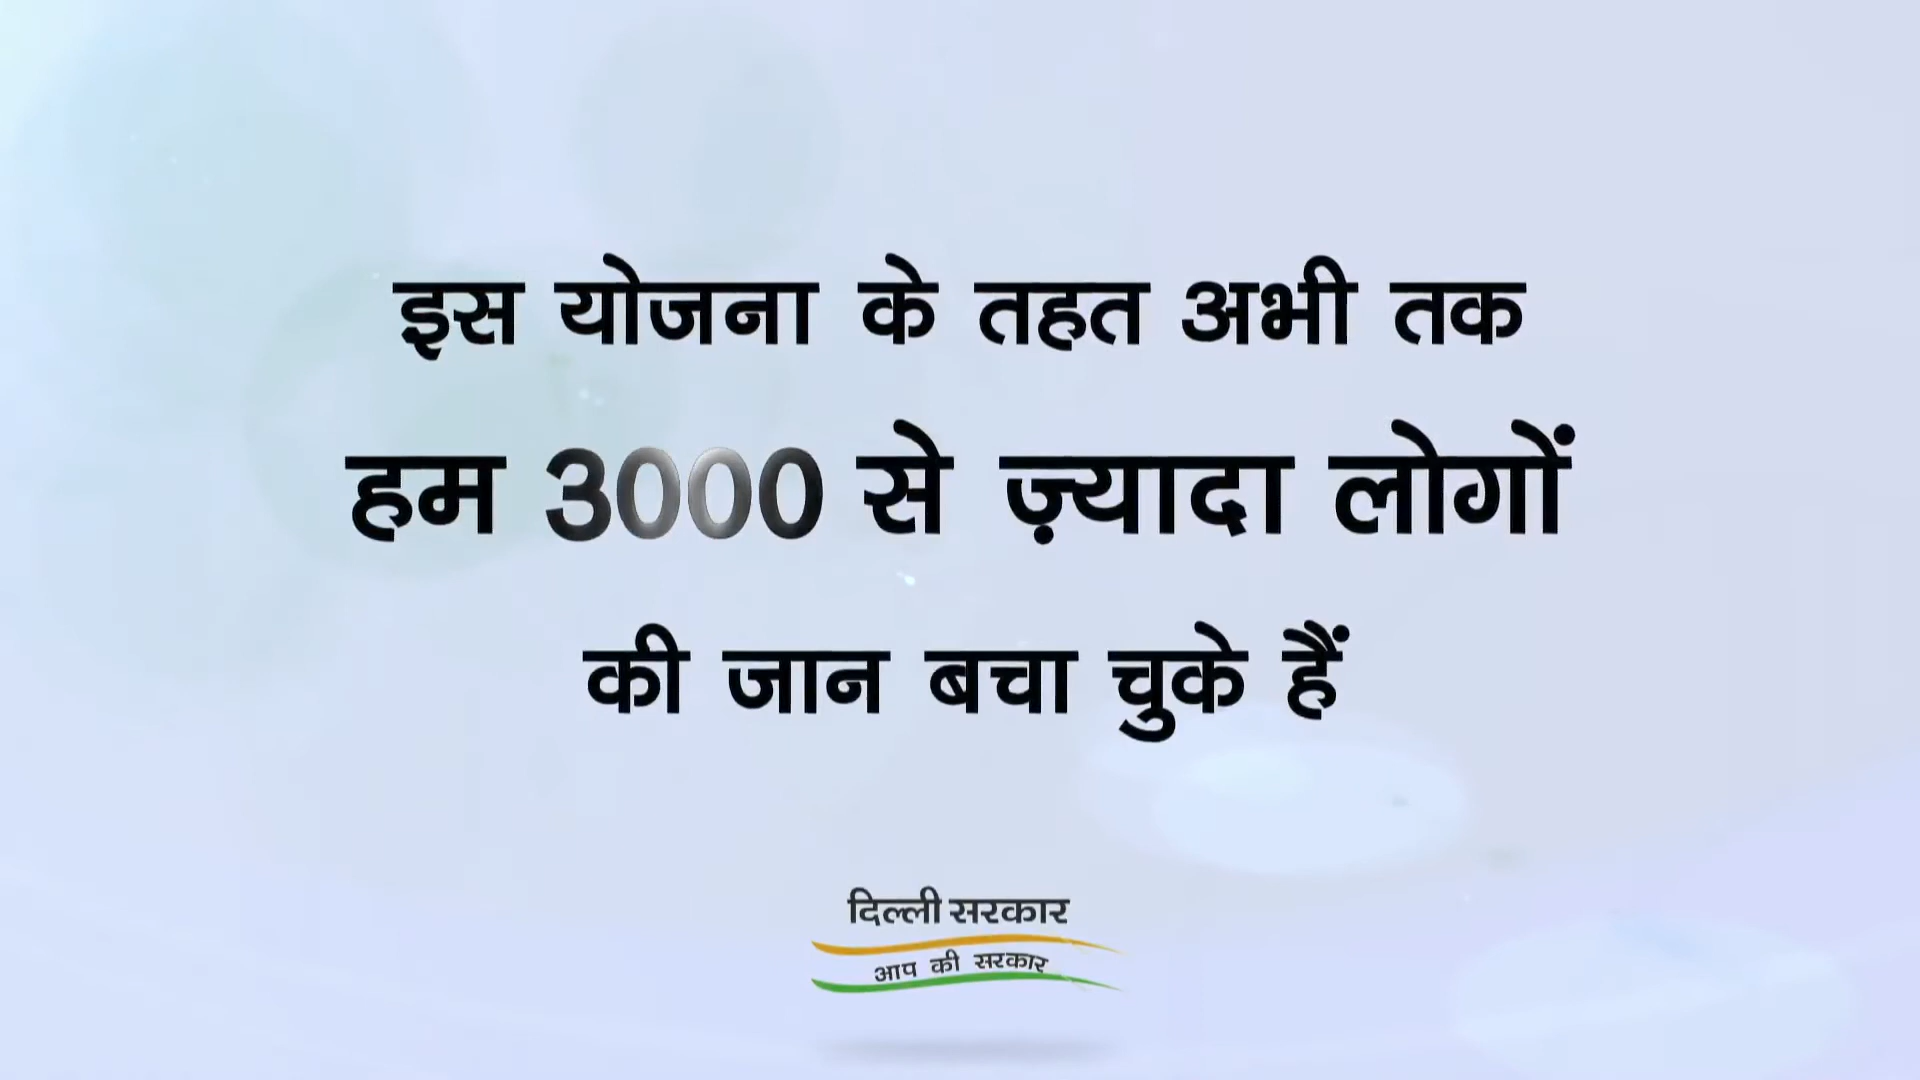 इस योजना के तहत अभी तक
हम 3000 से ज़्यादा लोगों
की जान बचा चुके हैं
दिल्ली सरकार
आप की सरकार